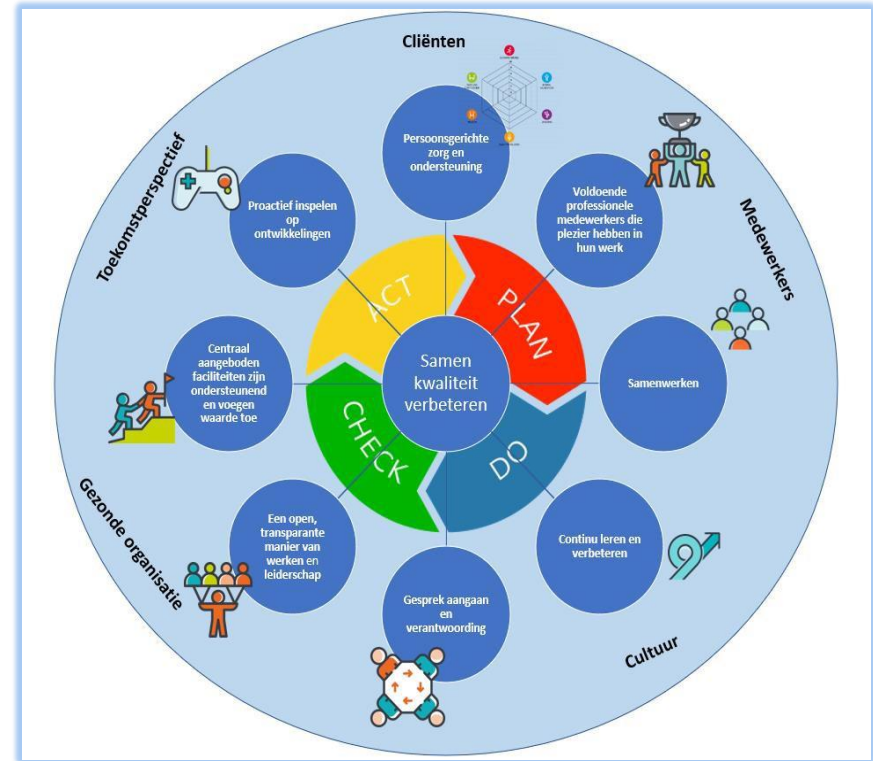 Cliënten
Persoonsgerichte
zorg en
ondersteuning
Voldoende
professionele
medewerkers die
plezier hebben in
hun werk
Medewerkers
Samenwerken
Continu leren en
verbeteren
Cultuur
Gesprek aangaan
en
verantwoording
Een open,
transparante
manier van
werken en
leiderschap
Gezonde organisatie
Centraal
aangeboden
faciliteiten zijn
ondersteunend
en voegen
waarde toe
Proactief inspelen
op
ontwikkelingen
Toekomstperspectief
PLAN
DO
CHECK
ACT
Samen
kwaliteit
verbeteren